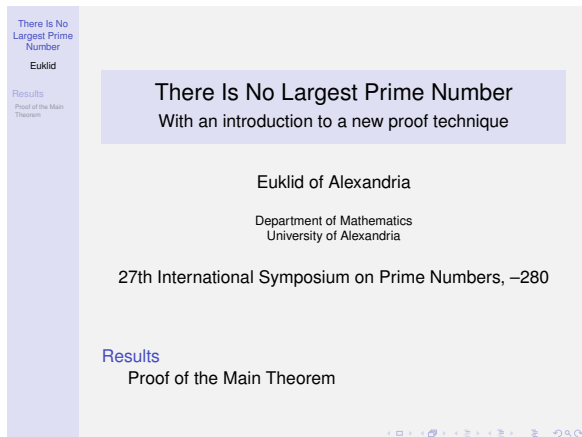 There Is No
Largest Prime
Number
Euklid
Results
Proof of the Main
Theorem
There Is No Largest Prime Number
With an introduction to a new proof technique
Euklid of Alexandria
Department of Mathematics
University of Alexandria
27th International Symposium on Prime Numbers, –280
Results
Proof of the Main Theorem